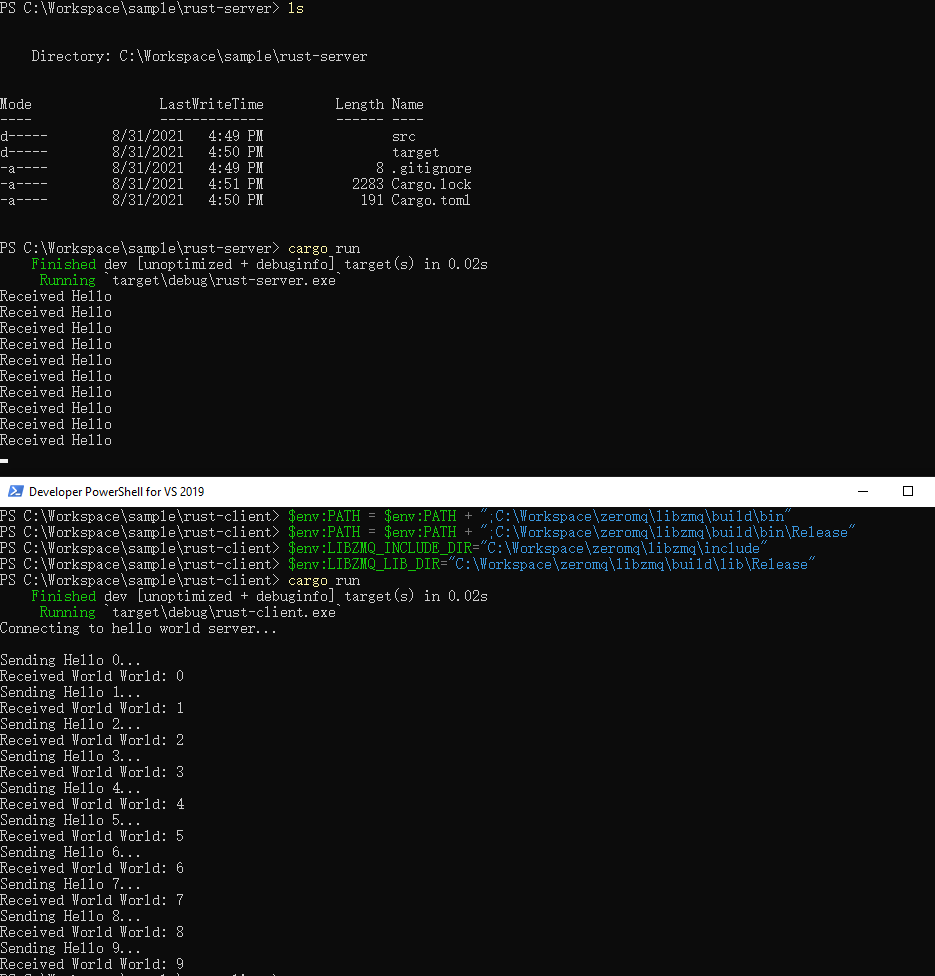 PS C:\Workspace\sample\rust-server> ls
Directory: C:\Workspace\sample\rust-server
Mode LastWriteTime Length Name
---- ------------- ------ ----
d----- 8/31/2021 4:49 PM src
d----- 8/31/2021 4:50 PM target
-a---- 8/31/2021 4:49 PM 8 .gitignore
-a---- 8/31/2021 4:51 PM 2283 Cargo.lock
-a---- 8/31/2021 4:50 PM 191 Cargo.toml
PS C:\Workspace\sample\rust-server> cargo run
Finished dev [unoptimized + debuginfo] target(s) in 0.02s
Running `target\debug\rust-server.exe`
Received Hello
Received Hello
Received Hello
Received Hello
Received Hello
Received Hello
Received Hello
Received Hello
Received Hello
Received Hello
Developer PowerShell for VS 2019
PS C:\Workspace\sample\rust-client> $env:PATH = $env:PATH + ";C:\Workspace\zeromq\libzmq\build\bin"
PS C:\Workspace\sample\rust-client> $env:PATH = $env:PATH + ";C:\Workspace\zeromq\libzmq\build\bin\Release"
PS C:\Workspace\sample\rust-client> $env:LIBZMQ_INCLUDE_DIR="C:\Workspace\zeromq\libzmq\include"
PS C:\Workspace\sample\rust-client> $env:LIBZMQ_LIB_DIR="C:\Workspace\zeromq\libzmq\build\lib\Release"
PS C:\Workspace\sample\rust-client> cargo run
Finished dev [unoptimized + debuginfo] target(s) in 0.02s
Running `target\debug\rust-client.exe`
Connecting to hello world server...
Sending Hello 0...
Received World World: 0
Sending Hello 1...
Received World World: 1
Sending Hello 2...
Received World World: 2
Sending Hello 3...
Received World World: 3
Sending Hello 4...
Received World World: 4
Sending Hello 5...
Received World World: 5
Sending Hello 6...
Received World World: 6
Sending Hello 7...
Received World World: 7
Sending Hello 8...
Received World World: 8
Sending Hello 9...
Received World World: 9